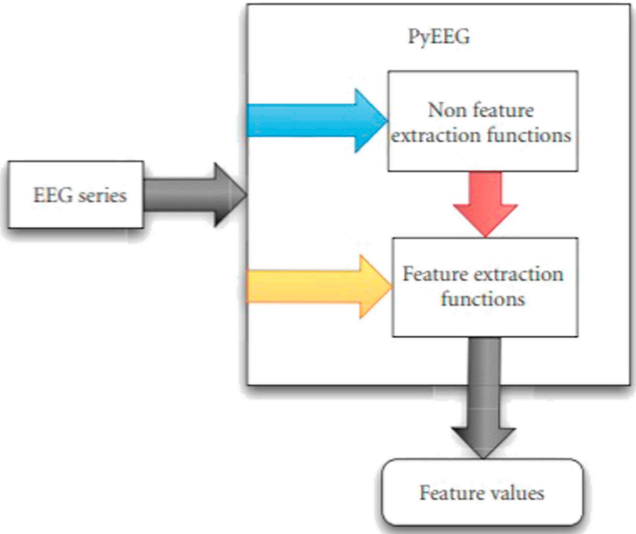 PyEEG
Non feature
extraction functions
EEG series
Feature extraction
functions
Feature values